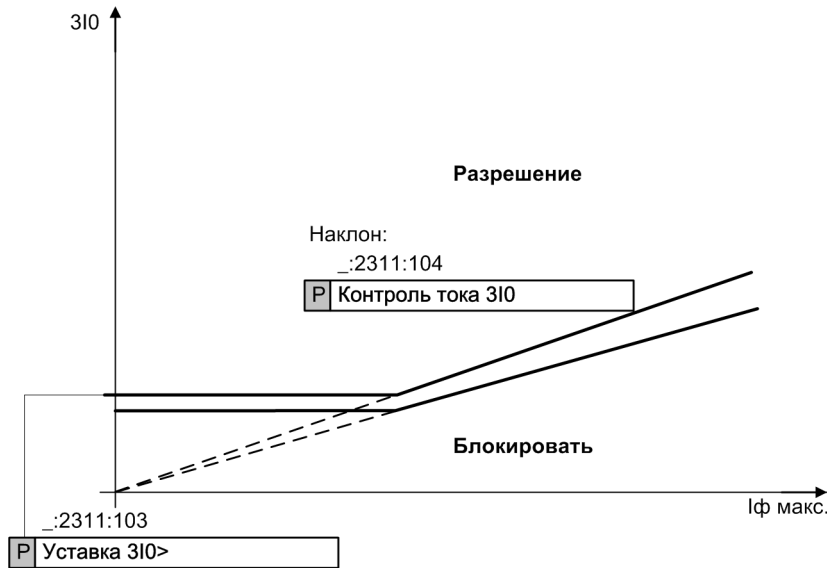 3I0
Разрешение
Наклон:
_:2311:104
P Контроль тока 3I0
Блокировать
Iф макс.
_:2311:103
P Уставка 3I0>